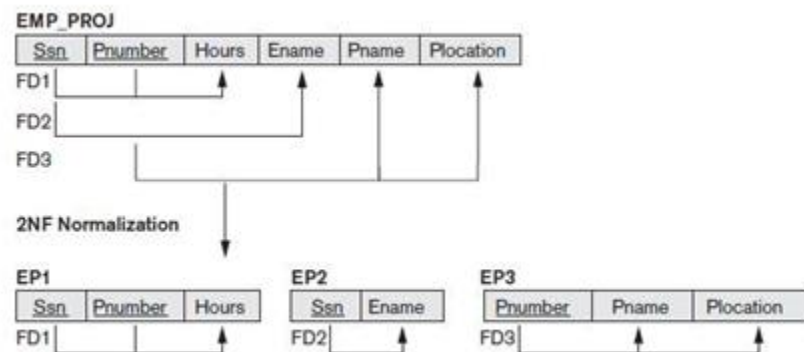 EMP_PROJ
Ssn Pnumber Hours Ename Pname Plocation
FD1
FD2
FD3
2NF Normalization
EP1 EP2 EP3
Ssn Pnumber Hours Ssn Ename Pnumber Pname Plocation
FD1 FD2 FD3